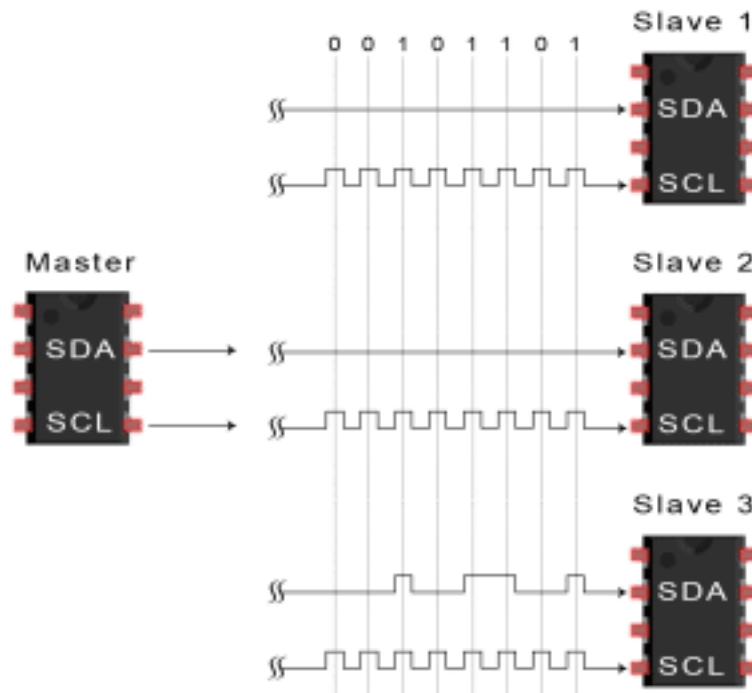 Slave 1
0 0 1 0 1 1 0 1
SDA
SCL
Master
SDA
SCL
Slave 2
SDA
SCL
Slave 3
SDA
SCL